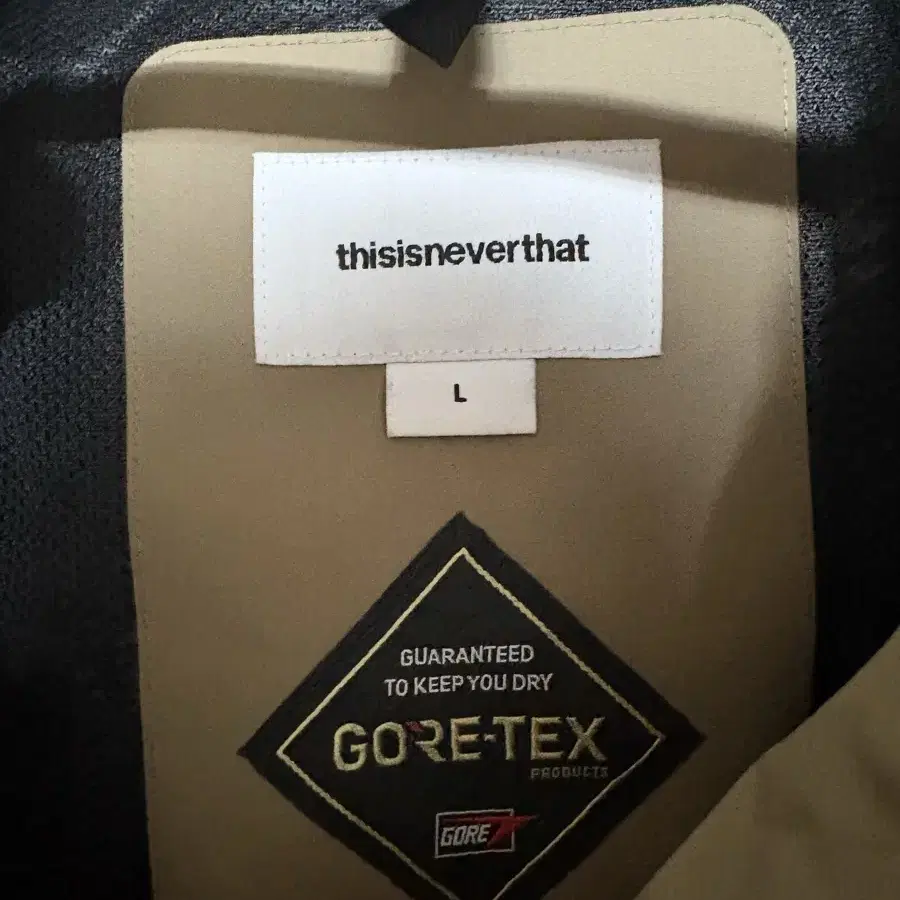 thisisneverthat
L
GUARANTEED
TO KEEP YOU DRY
GORE-TEX
PRODUCTS
GORE